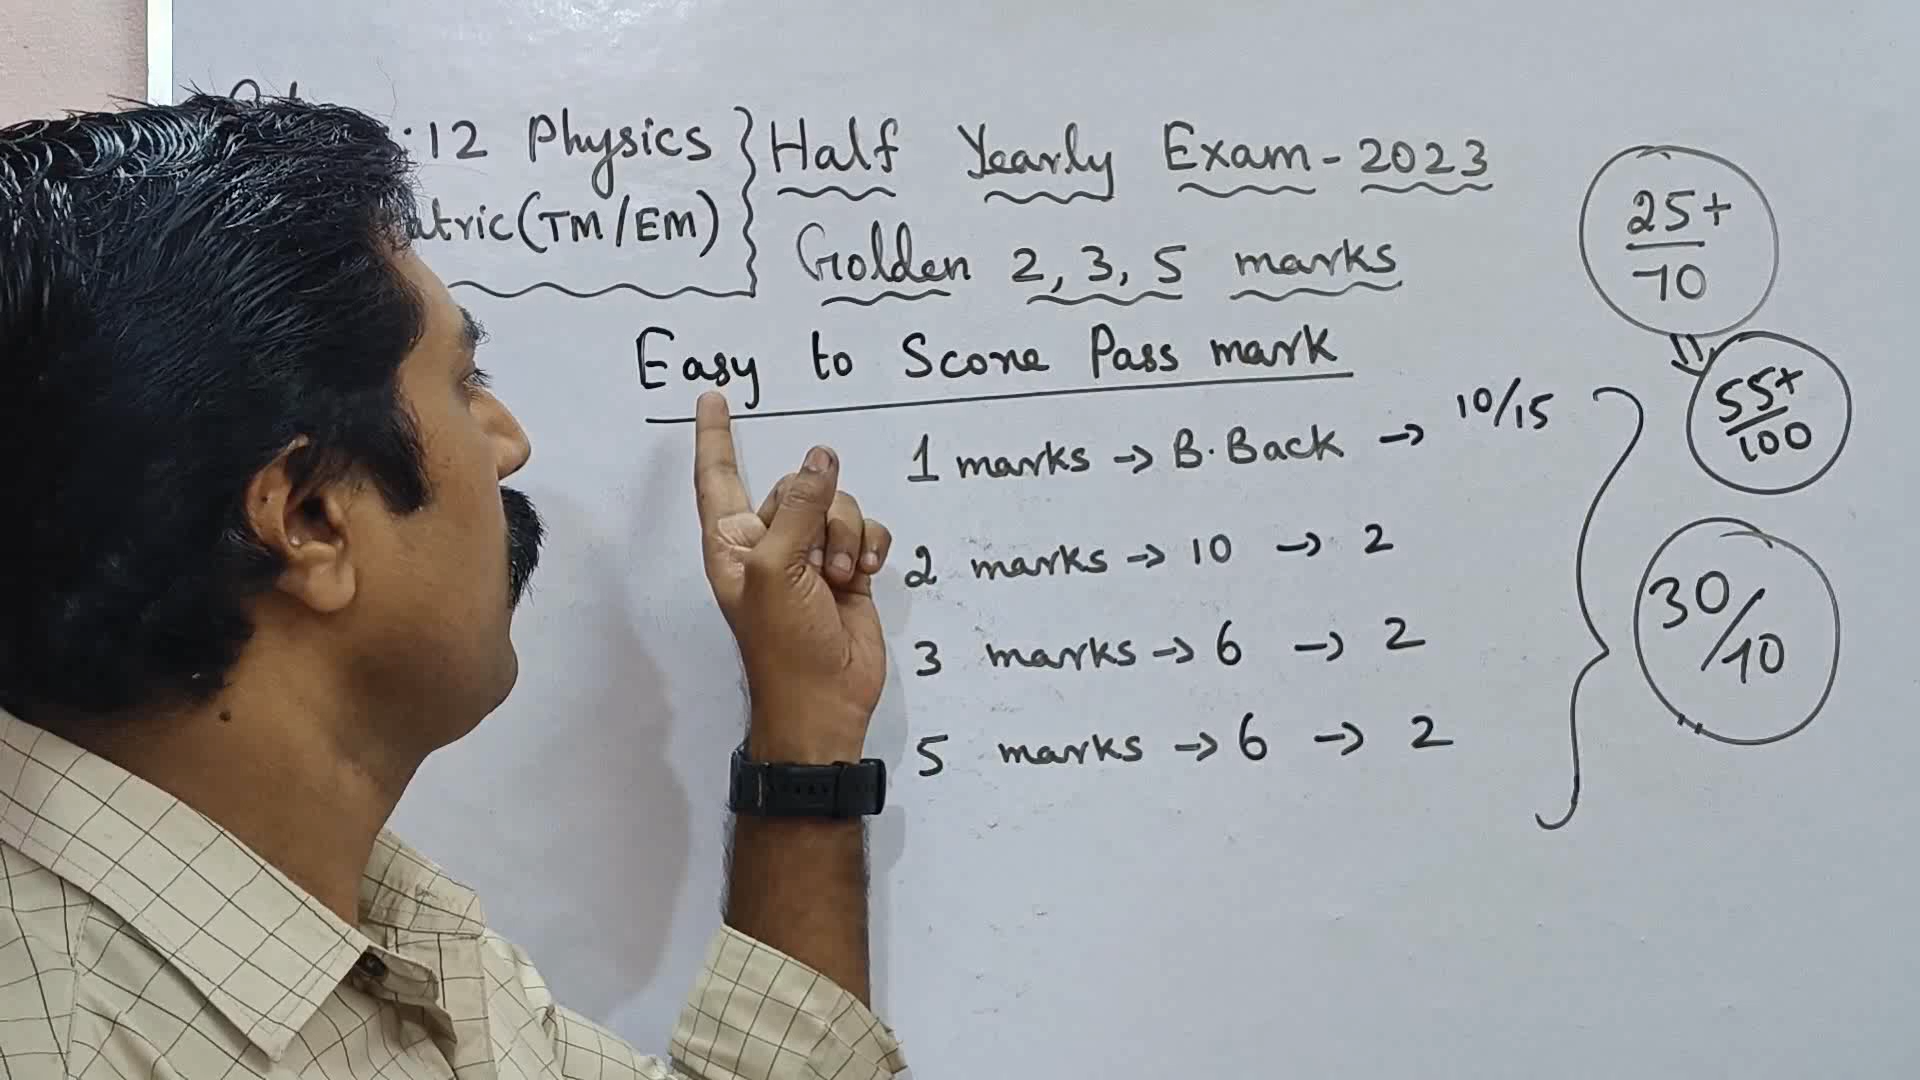 :12 Physics
atric (TM/EM)
Half Yearly Exam - 2023
Golden 2, 3, 5 marks
Easy to Score Pass mark
1 marks → B. Back → 10/15
2 marks → 10 → 2
3 marks → 6 → 2
5 marks → 6 → 2
25+
70
55+
100
30/70